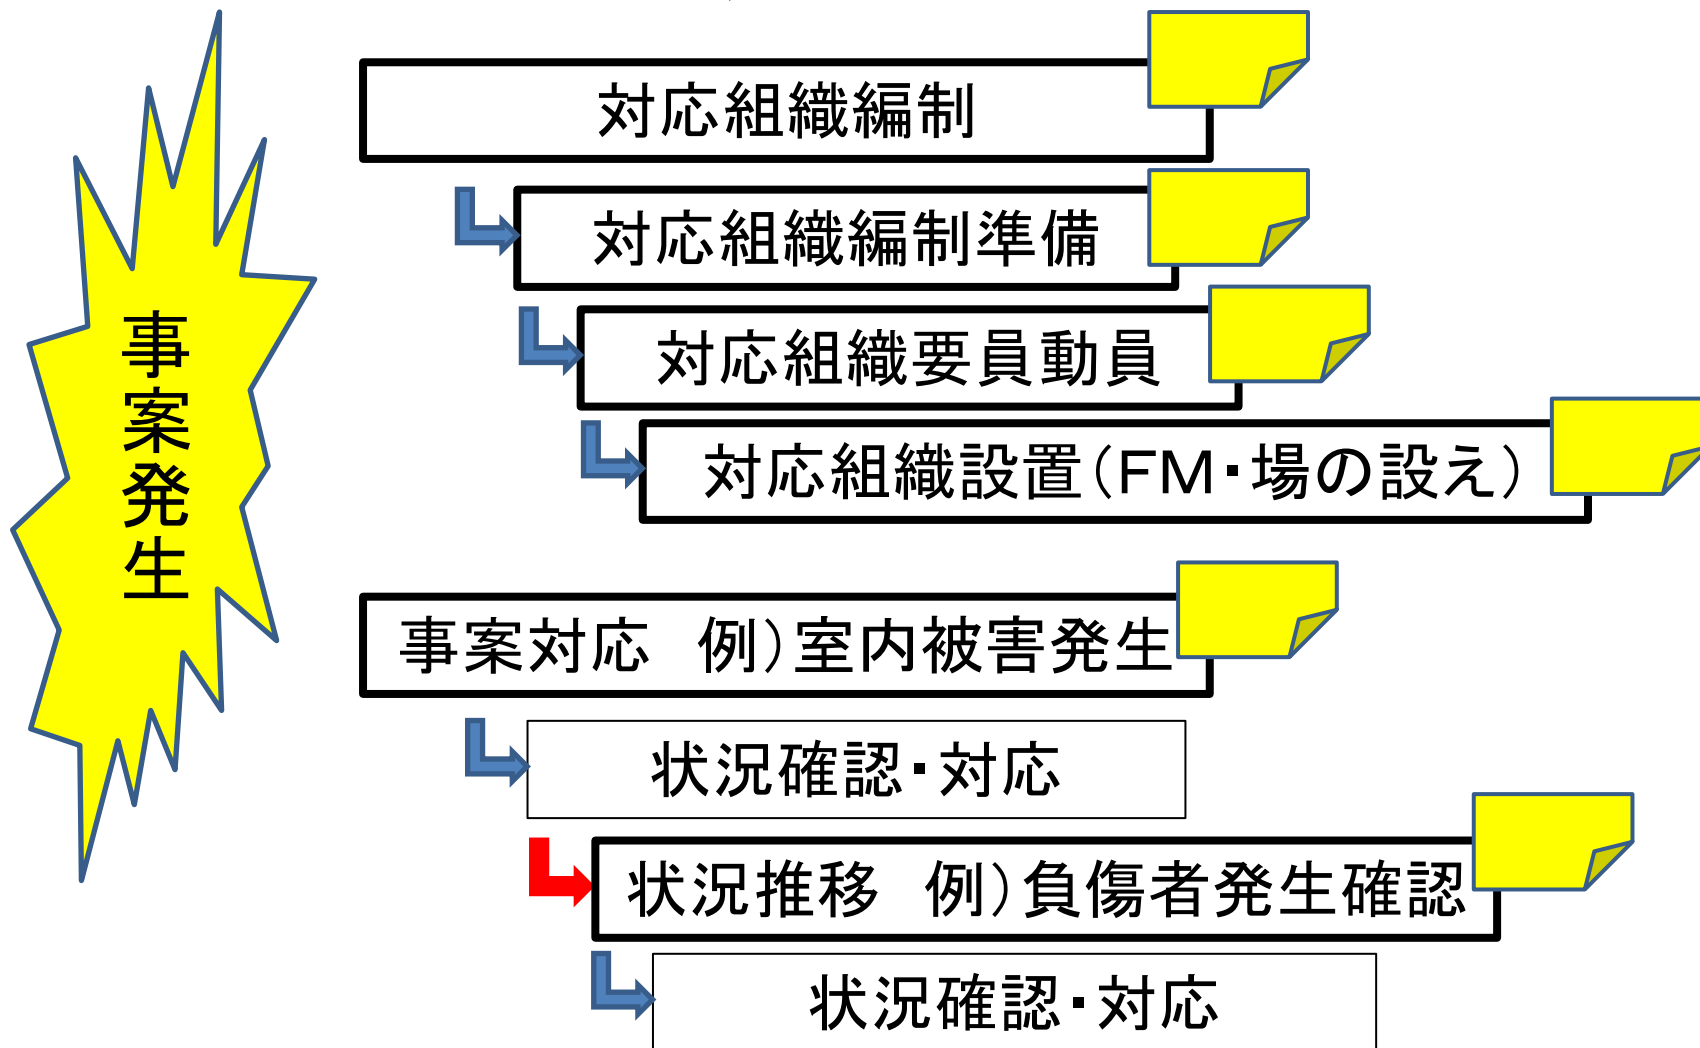 事案発生
対応組織編制
対応組織編制準備
対応組織要員動員
対応組織設置(FM・場の設え)
事案対応　例)室内被害発生
状況確認・対応
状況推移　例)負傷者発生確認
状況確認・対応